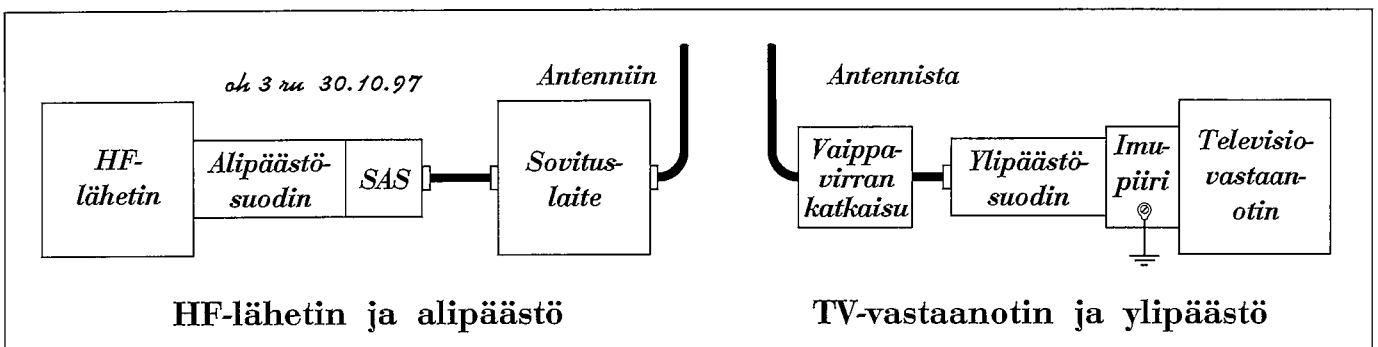 oh 3 ru 30.10.97
Antenniin
HF-
lähetin
Alipäästö-
suodin
SAS
Sovitus-
laite
HF-lähetin ja alipäästö
Antennista
Vaippa-
virran
katkaisu
Ylipäästö-
suodin
Imu-
piiri
Televisio-
vastaan-
otin
TV-vastaanotin ja ylipäästö